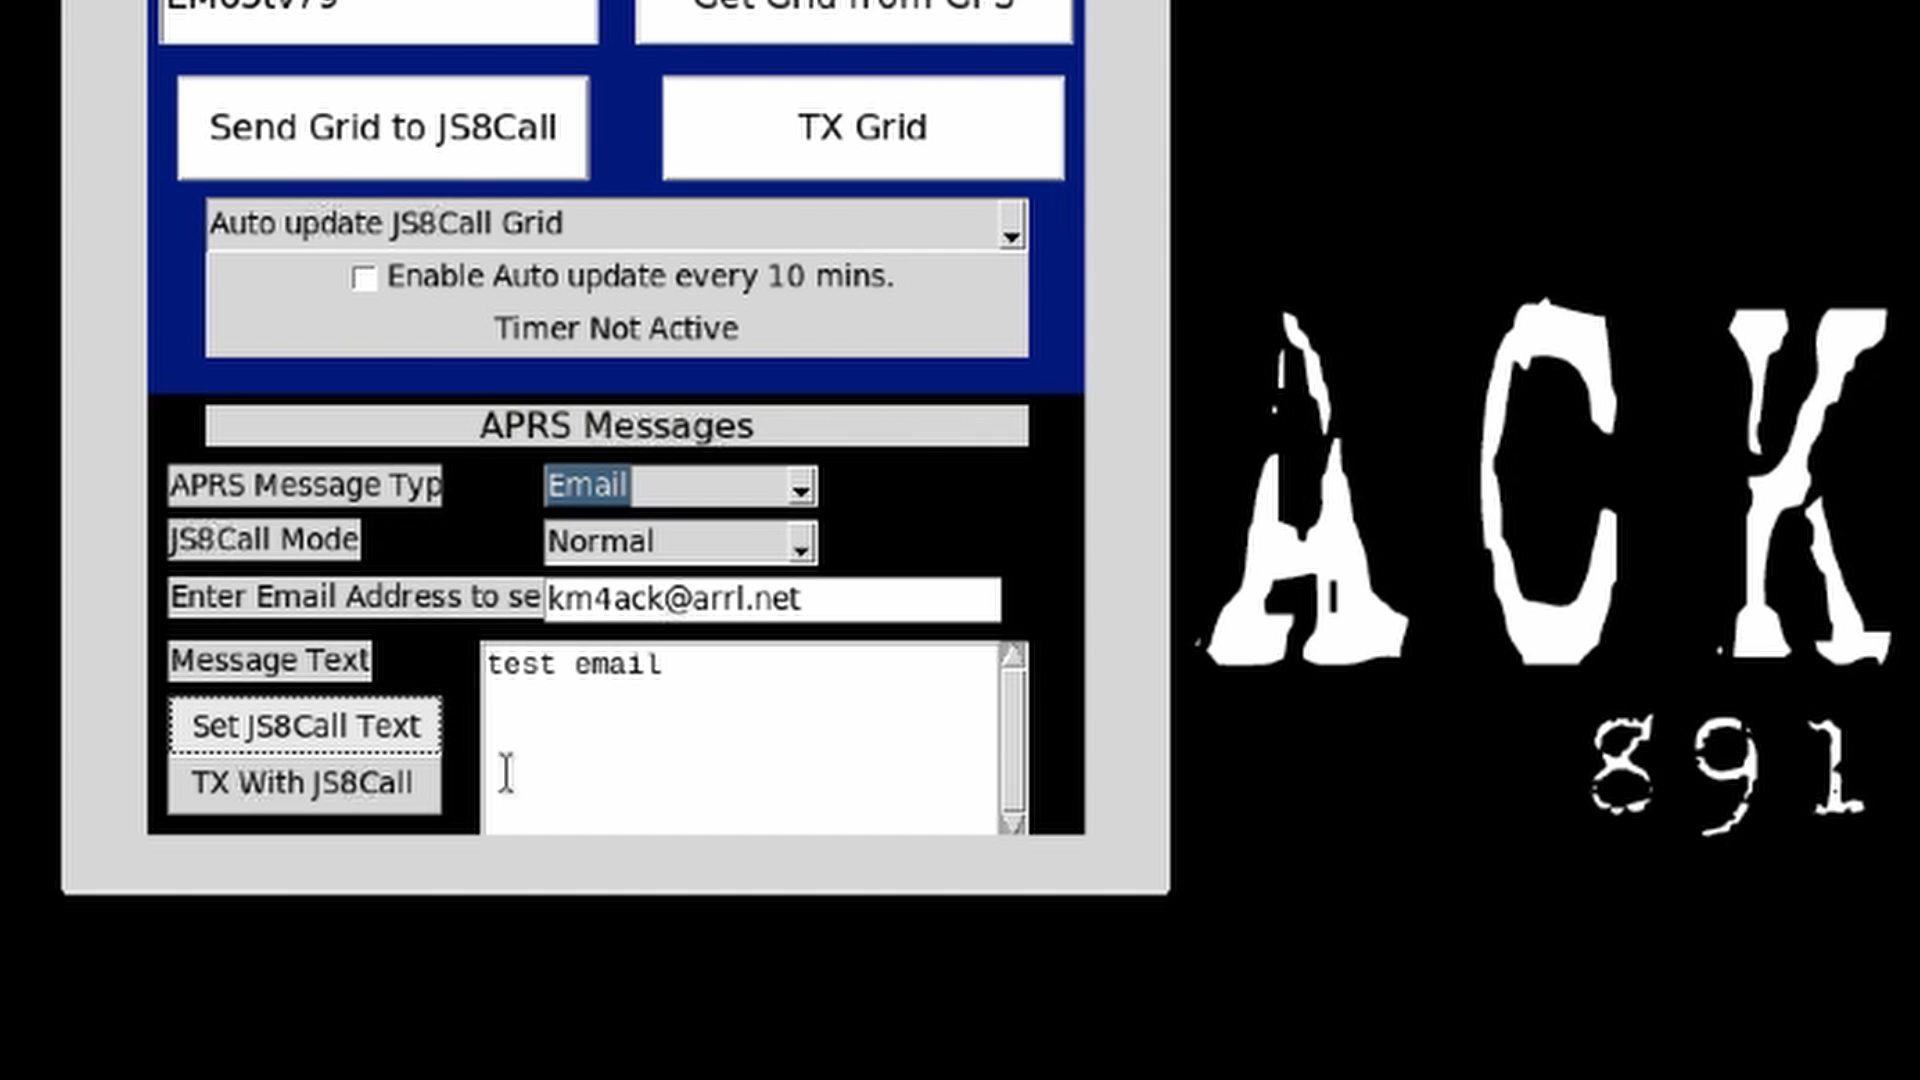 Send Grid to JS8Call
TX Grid
Auto update JS8Call Grid
Enable Auto update every 10 mins.
Timer Not Active
APRS Messages
APRS Message Typ
Email
JS8Call Mode
Normal
Enter Email Address to se
km4ack@arrl.net
Message Text
test email
Set JS8Call Text
TX With JS8Call
ACK
891